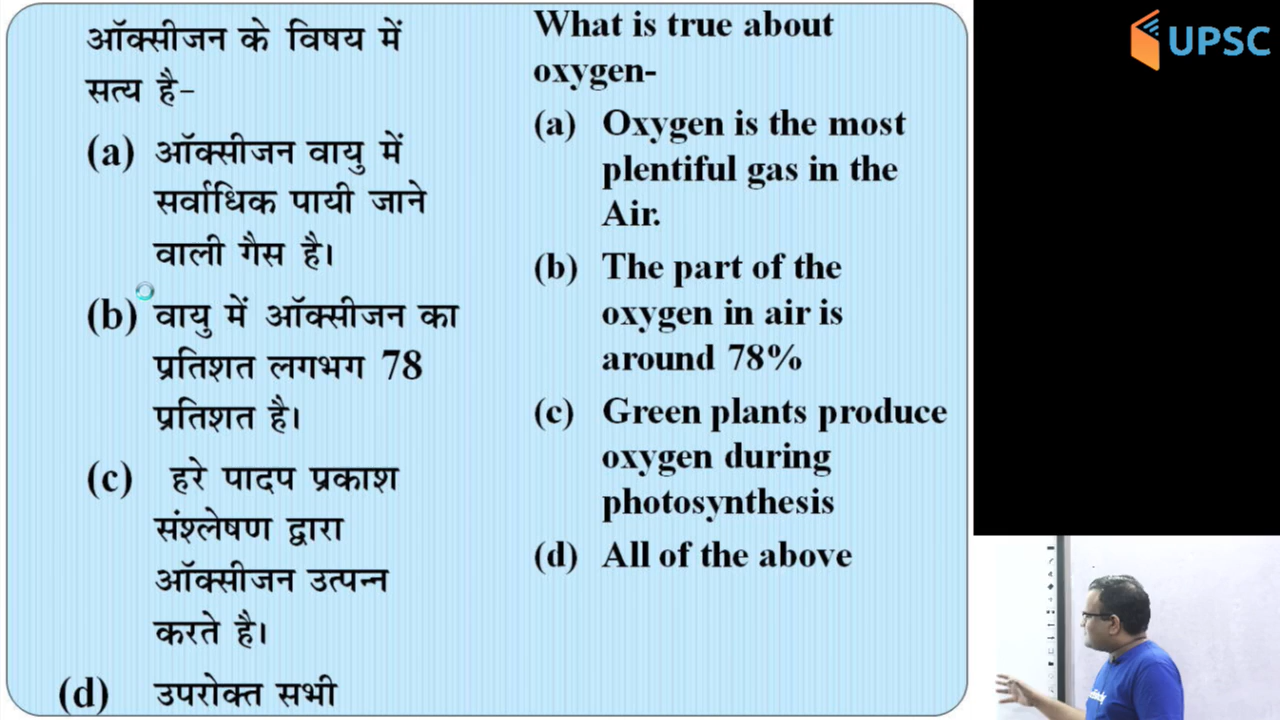 ऑक्सीजन के विषय में
सत्य है-
(a) ऑक्सीजन वायु में
सर्वाधिक पायी जाने
वाली गैस है।
(b) वायु में ऑक्सीजन का
प्रतिशत लगभग 78
प्रतिशत है।
(c) हरे पादप प्रकाश
संश्लेषण द्वारा
ऑक्सीजन उत्पन्न
करते है।
(d) उपरोक्त सभी
What is true about
oxygen-
(a) Oxygen is the most
plentiful gas in the
Air.
(b) The part of the
oxygen in air is
around 78%
(c) Green plants produce
oxygen during
photosynthesis
(d) All of the above
UPSC